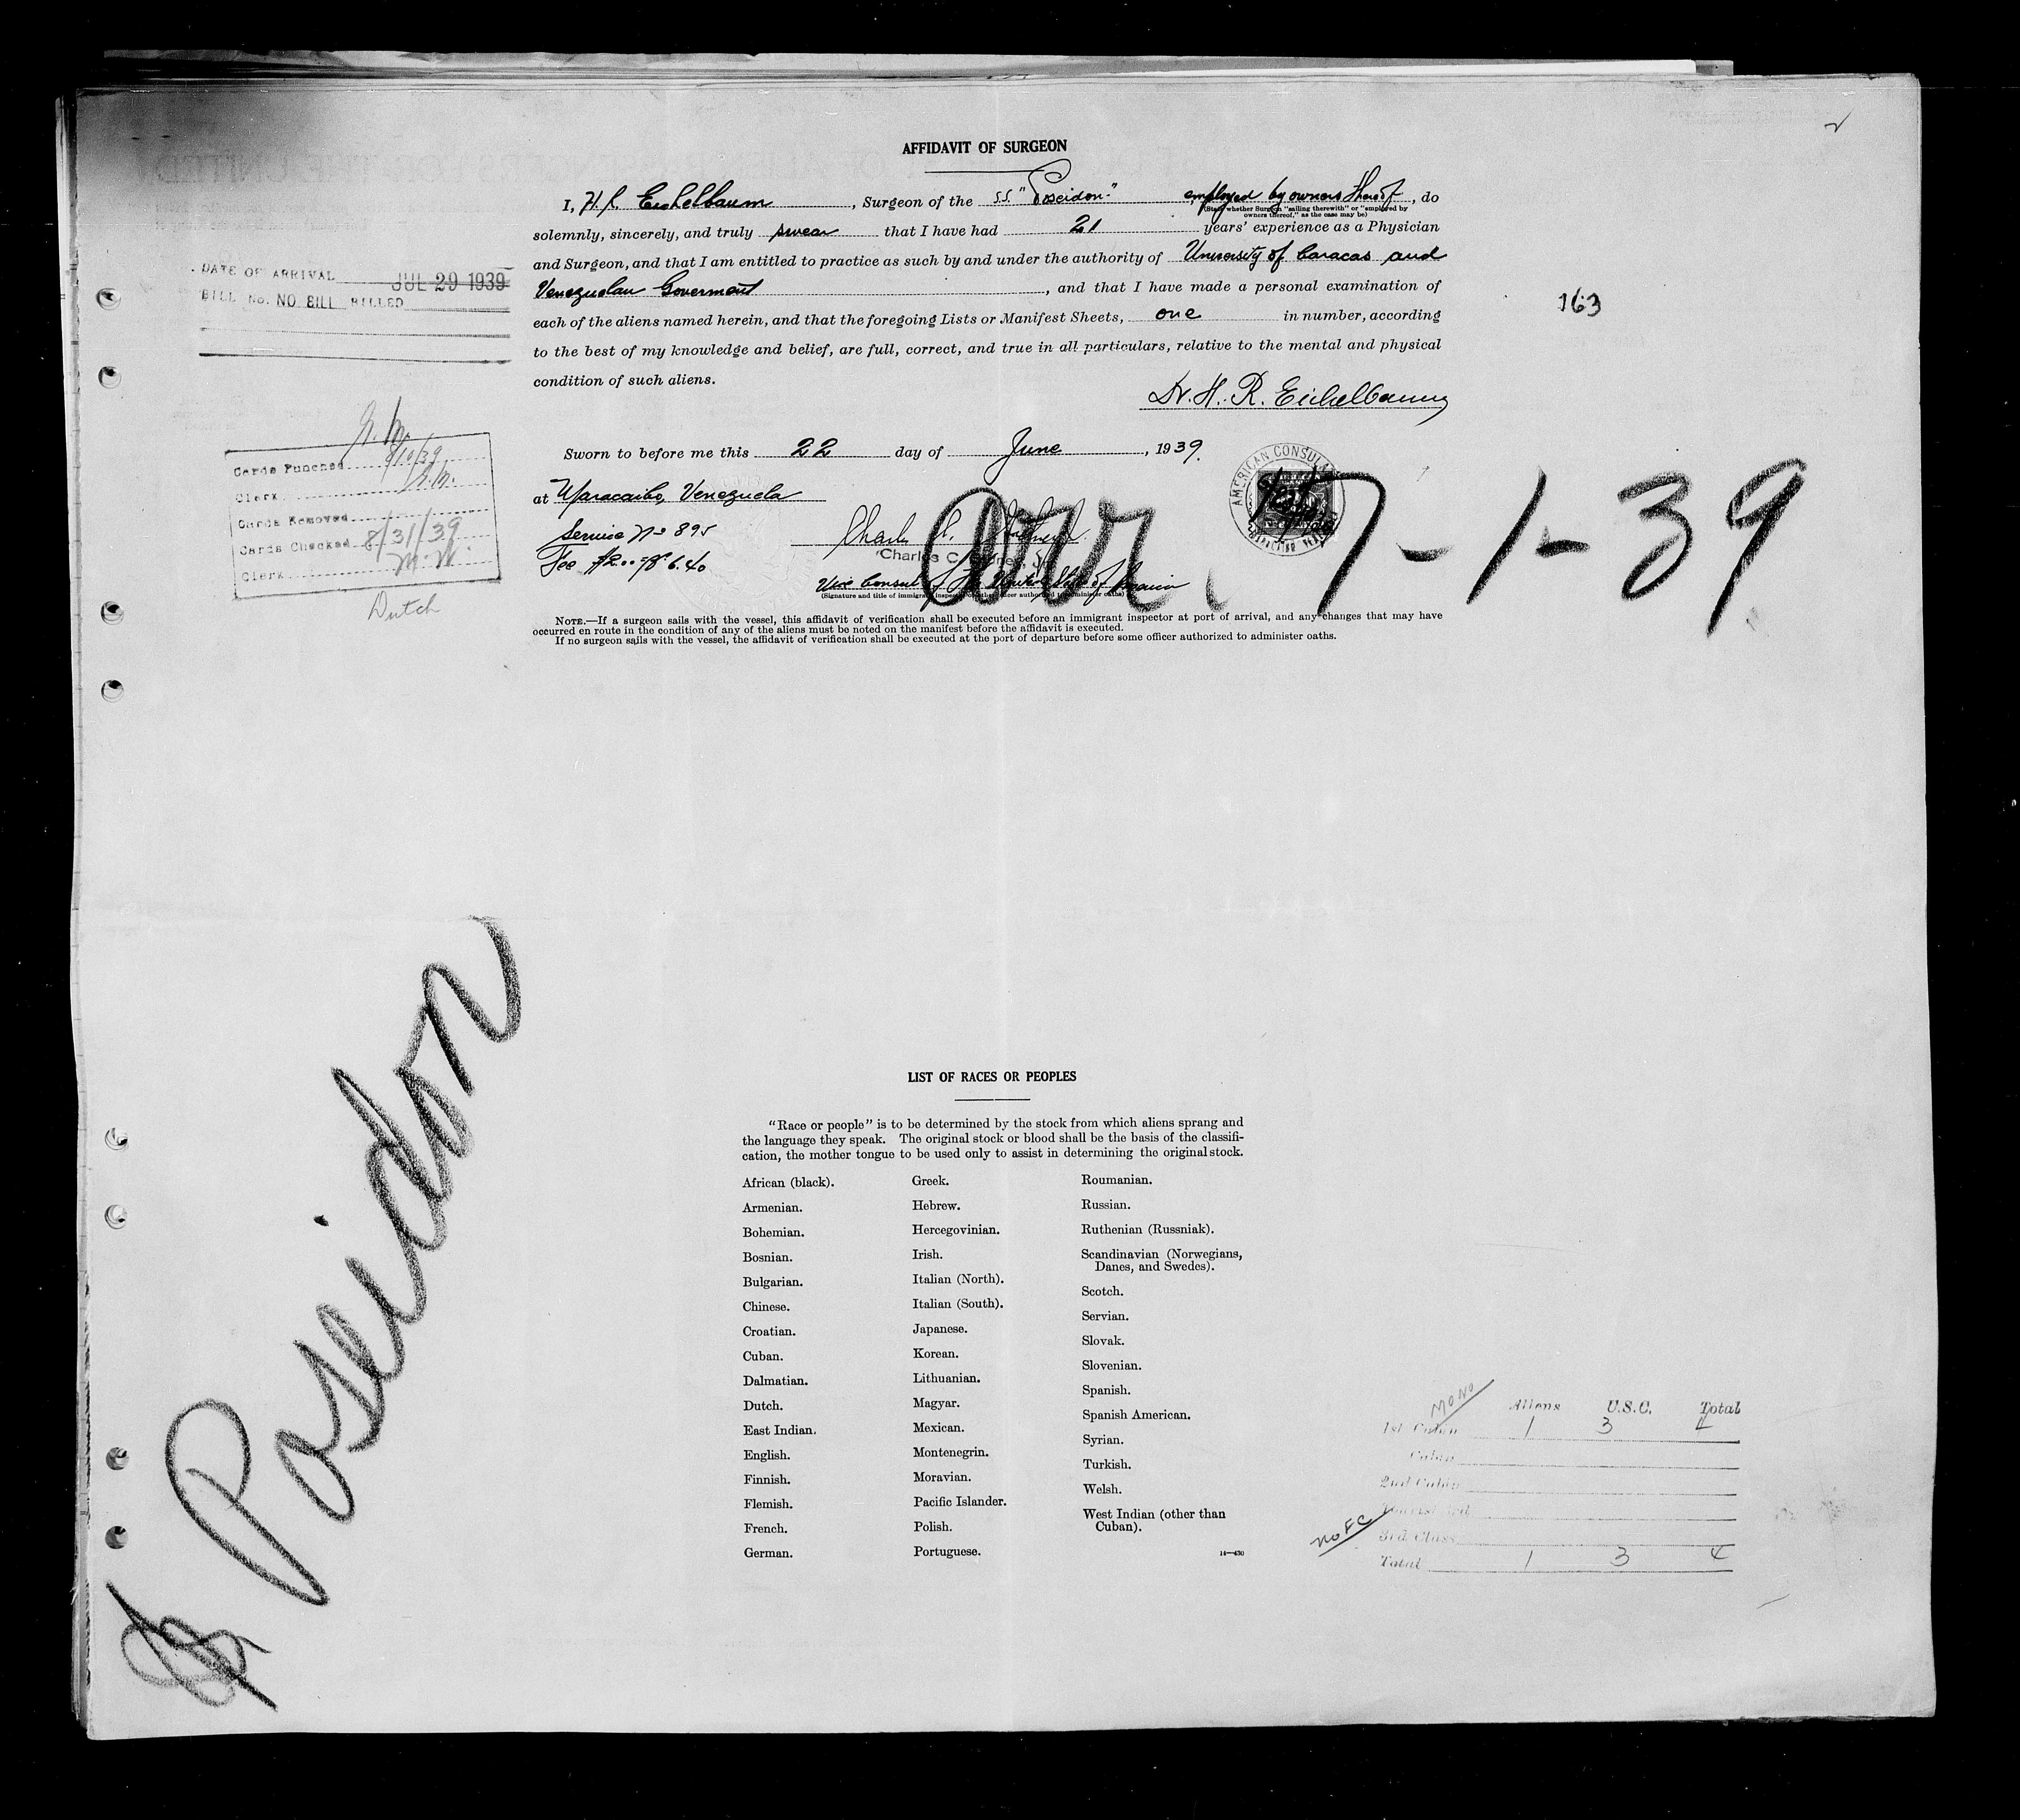 AFFIDAVIT OF SURGEON
I, H. R. Eichelbaum, Surgeon of the S.S. "Poseidon" employed by owners thereof, do
(State whether Surgeon "sailing therewith" or "employed by
owners thereof," as the case may be)
solemnly, sincerely, and truly swear that I have had 21 years' experience as a Physician
and Surgeon, and that I am entitled to practice as such by and under the authority of University of Caracas and
Venezuelan Goverment, and that I have made a personal examination of
each of the aliens named herein, and that the foregoing Lists or Manifest Sheets, one in number, according
to the best of my knowledge and belief, are full, correct, and true in all particulars, relative to the mental and physical
condition of such aliens.
Dr. H. R. Eichelbaum
DATE OF ARRIVAL JUL 29 1939
BILL No. NO BILL BILLED
163
Sworn to before me this 22 day of June, 1939.
at Maracaibo, Venezuela
Service No 895
Fee $2.00
Charles C.
Vice Consul of the United States of America
(Signature and title of immigrant inspector or other officer authorized to administer oaths)
AMERICAN CONSULATE
Arr. 7-1-39
Cards Punched 8/10/39
Clerk
Cards Removed
Cards Checked 8/31/39
Clerk M.W.
Dutch
NOTE.—If a surgeon sails with the vessel, this affidavit of verification shall be executed before an immigrant inspector at port of arrival, and any changes that may have
occurred en route in the condition of any of the aliens must be noted on the manifest before the affidavit is executed.
If no surgeon sails with the vessel, the affidavit of verification shall be executed at the port of departure before some officer authorized to administer oaths.
Poseidon
LIST OF RACES OR PEOPLES
"Race or people" is to be determined by the stock from which aliens sprang and
the language they speak. The original stock or blood shall be the basis of the classifi-
cation, the mother tongue to be used only to assist in determining the original stock.
African (black).
Armenian.
Bohemian.
Bosnian.
Bulgarian.
Chinese.
Croatian.
Cuban.
Dalmatian.
Dutch.
East Indian.
English.
Finnish.
Flemish.
French.
German.
Greek.
Hebrew.
Hercegovinian.
Irish.
Italian (North).
Italian (South).
Japanese.
Korean.
Lithuanian.
Magyar.
Mexican.
Montenegrin.
Moravian.
Pacific Islander.
Polish.
Portuguese.
Roumanian.
Russian.
Ruthenian (Russniak).
Scandinavian (Norwegians,
Danes, and Swedes).
Scotch.
Servian.
Slovak.
Slovenian.
Spanish.
Spanish American.
Syrian.
Turkish.
Welsh.
West Indian (other than
Cuban).
14—430
MONO
Aliens U.S.C. Total
1st Cabin 1 3 4
Cabin
2nd Cabin
NO FC
3rd Class
Total 1 3 4